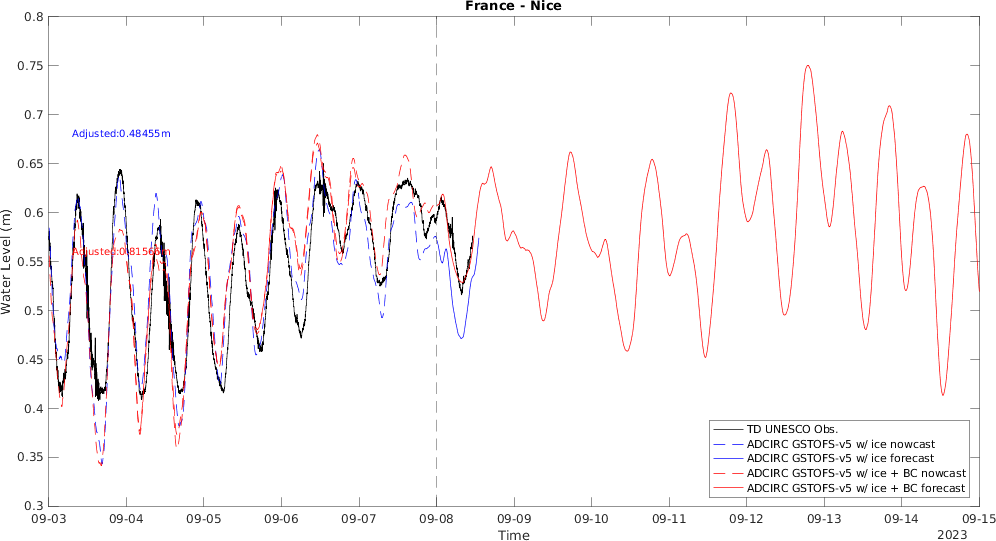 France - Nice
0.8
0.75
0.7
0.65
0.6
0.55
0.5
0.45
0.4
0.35
0.3
Water Level (m)
Adjusted:0.48455m
TD UNESCO Obs.
ADCIRC GSTOFS-v5 w/ ice nowcast
ADCIRC GSTOFS-v5 w/ ice forecast
ADCIRC GSTOFS-v5 w/ ice + BC nowcast
ADCIRC GSTOFS-v5 w/ ice + BC forecast
09-03 09-04 09-05 09-06 09-07 09-08 09-09 09-10 09-11 09-12 09-13 09-14 09-15
Time
2023